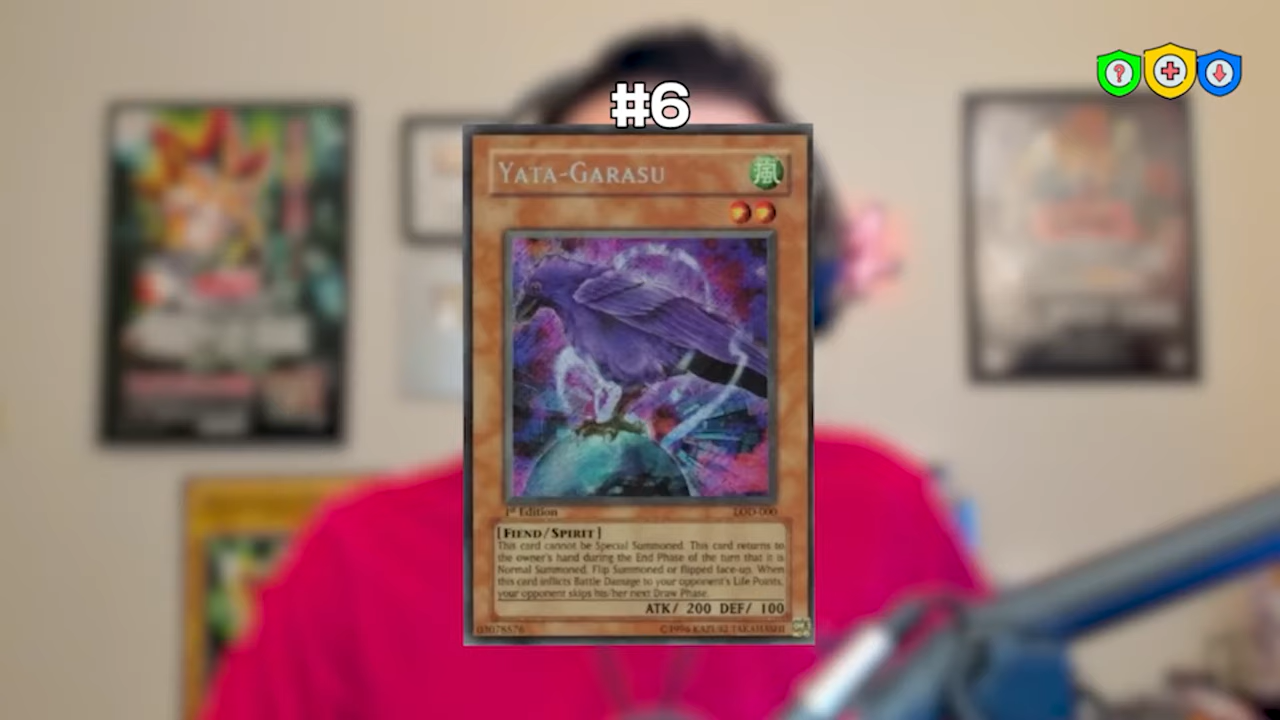 #6
YATA-GARASU
風
1st Edition
LOD-000
[FIEND/SPIRIT]
This card cannot be Special Summoned. This card returns to
the owner's hand during the End Phase of the turn that it is
Normal Summoned, Flip Summoned or flipped face-up. When
this card inflicts Battle Damage to your opponent's Life Points,
your opponent skips his/her next Draw Phase.
ATK/ 200 DEF/ 100
03078576
©1996 KAZUKI TAKAHASHI